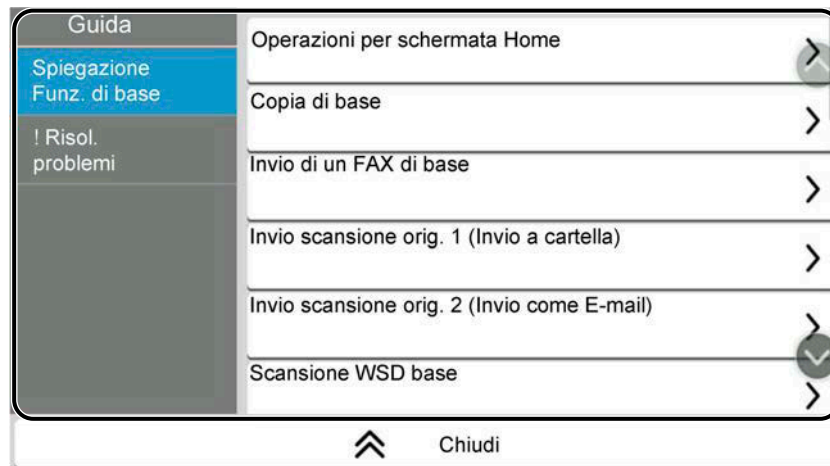 Guida
Spiegazione
Funz. di base
! Risol.
problemi
Operazioni per schermata Home
Copia di base
Invio di un FAX di base
Invio scansione orig. 1 (Invio a cartella)
Invio scansione orig. 2 (Invio come E-mail)
Scansione WSD base
Chiudi